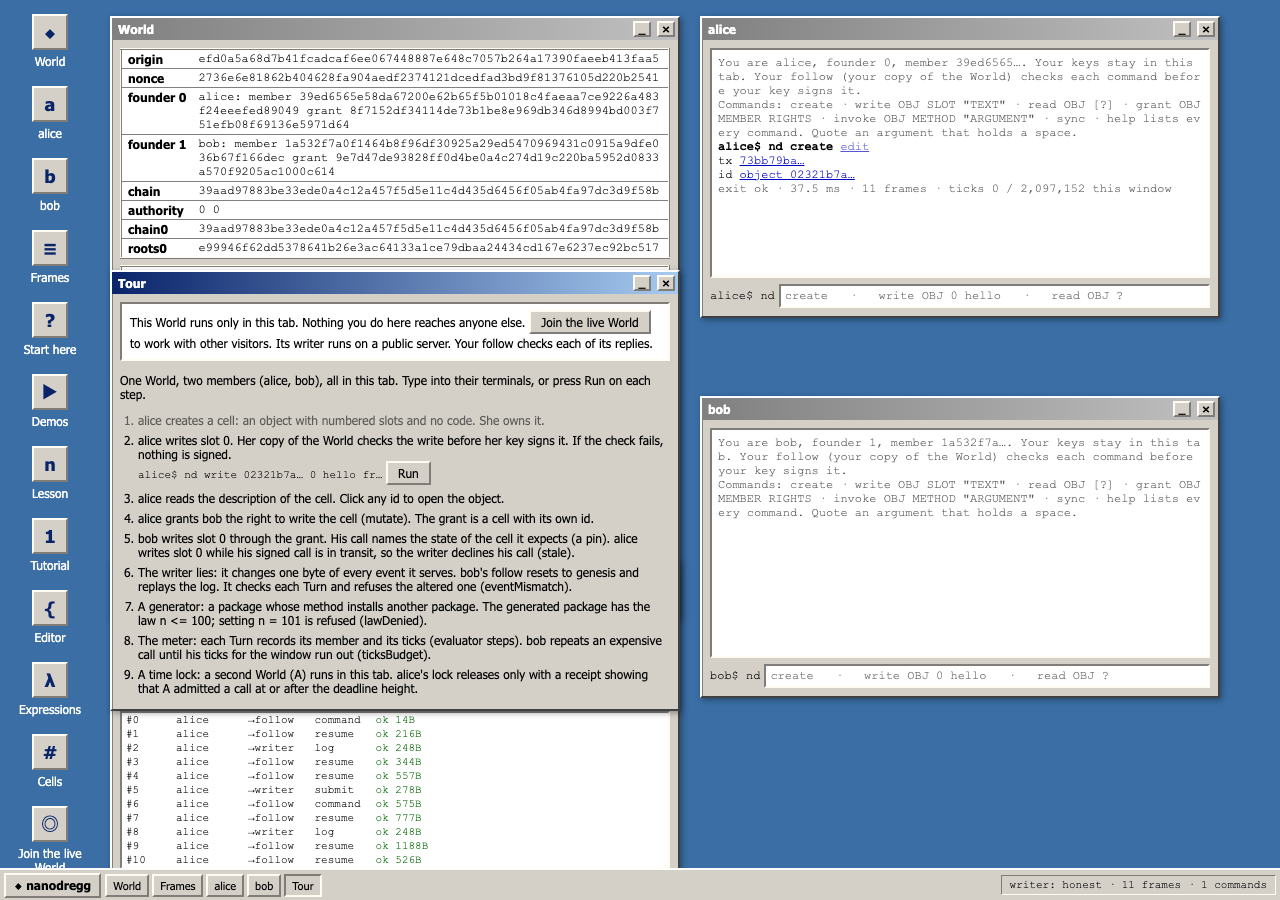 World
alice
bob
Frames
Start here
Demos
Lesson
Tutorial
Editor
Expressions
Cells
Join the live
World
World
origin efd0a5a68d7b41fcadcaf6ee067448887e648c7057b264a17390faeeb413faa5
nonce 2736e6e81862b404628fa904aedf2374121dcedfad3bd9f81376105d220b2541
founder 0 alice: member 39ed6565e58da67200e62b65f5b01018c4faeaa7ce9226a483
f24eeefed89049 grant 8f7152df34114de73b1be8e969db346d8994bd003f7
51efb08f69136e5971d64
founder 1 bob: member 1a532f7a0f1464b8f96df30925a29ed5470969431c0915a9dfe0
36b67f166dec grant 9e7d47de93828ff0d4be0a4c274d19c220ba5952d0833
a570f9205ac1000c614
chain 39aad97883be33ede0a4c12a457f5d5e11c4d435d6456f05ab4fa97dc3d9f58b
authority 0 0
chain0 39aad97883be33ede0a4c12a457f5d5e11c4d435d6456f05ab4fa97dc3d9f58b
roots0 e99946f62dd5378641b26e3ac64133a1ce79dbaa24434cd167e6237ec92bc517
Tour
This World runs only in this tab. Nothing you do here reaches anyone else. Join the live World
to work with other visitors. Its writer runs on a public server. Your follow checks each of its replies.
One World, two members (alice, bob), all in this tab. Type into their terminals, or press Run on each
step.
1. alice creates a cell: an object with numbered slots and no code. She owns it.
2. alice writes slot 0. Her copy of the World checks the write before her key signs it. If the check fails,
nothing is signed.
alice$ nd write 02321b7a… 0 hello fr… Run
3. alice reads the description of the cell. Click any id to open the object.
4. alice grants bob the right to write the cell (mutate). The grant is a cell with its own id.
5. bob writes slot 0 through the grant. His call names the state of the cell it expects (a pin). alice
writes slot 0 while his signed call is in transit, so the writer declines his call (stale).
6. The writer lies: it changes one byte of every event it serves. bob's follow resets to genesis and
replays the log. It checks each Turn and refuses the altered one (eventMismatch).
7. A generator: a package whose method installs another package. The generated package has the
law n <= 100; setting n = 101 is refused (lawDenied).
8. The meter: each Turn records its member and its ticks (evaluator steps). bob repeats an expensive
call until his ticks for the window run out (ticksBudget).
9. A time lock: a second World (A) runs in this tab. alice's lock releases only with a receipt showing
that A admitted a call at or after the deadline height.
#0 alice →follow command ok 14B
#1 alice →follow resume ok 216B
#2 alice →writer log ok 248B
#3 alice →follow resume ok 344B
#4 alice →follow resume ok 557B
#5 alice →writer submit ok 278B
#6 alice →follow command ok 575B
#7 alice →follow resume ok 777B
#8 alice →writer log ok 248B
#9 alice →follow resume ok 1188B
#10 alice →follow resume ok 526B
alice
You are alice, founder 0, member 39ed6565…. Your keys stay in this
tab. Your follow (your copy of the World) checks each command befor
e your key signs it.
Commands: create · write OBJ SLOT "TEXT" · read OBJ [?] · grant OBJ
MEMBER RIGHTS · invoke OBJ METHOD "ARGUMENT" · sync · help lists ev
ery command. Quote an argument that holds a space.
alice$ nd create edit
tx 73bb79ba…
id object 02321b7a…
exit ok · 37.5 ms · 11 frames · ticks 0 / 2,097,152 this window
alice$ nd create · write OBJ 0 hello · read OBJ ?
bob
You are bob, founder 1, member 1a532f7a…. Your keys stay in this ta
b. Your follow (your copy of the World) checks each command before
your key signs it.
Commands: create · write OBJ SLOT "TEXT" · read OBJ [?] · grant OBJ
MEMBER RIGHTS · invoke OBJ METHOD "ARGUMENT" · sync · help lists ev
ery command. Quote an argument that holds a space.
bob$ nd create · write OBJ 0 hello · read OBJ ?
nanodregg World Frames alice bob Tour
writer: honest · 11 frames · 1 commands